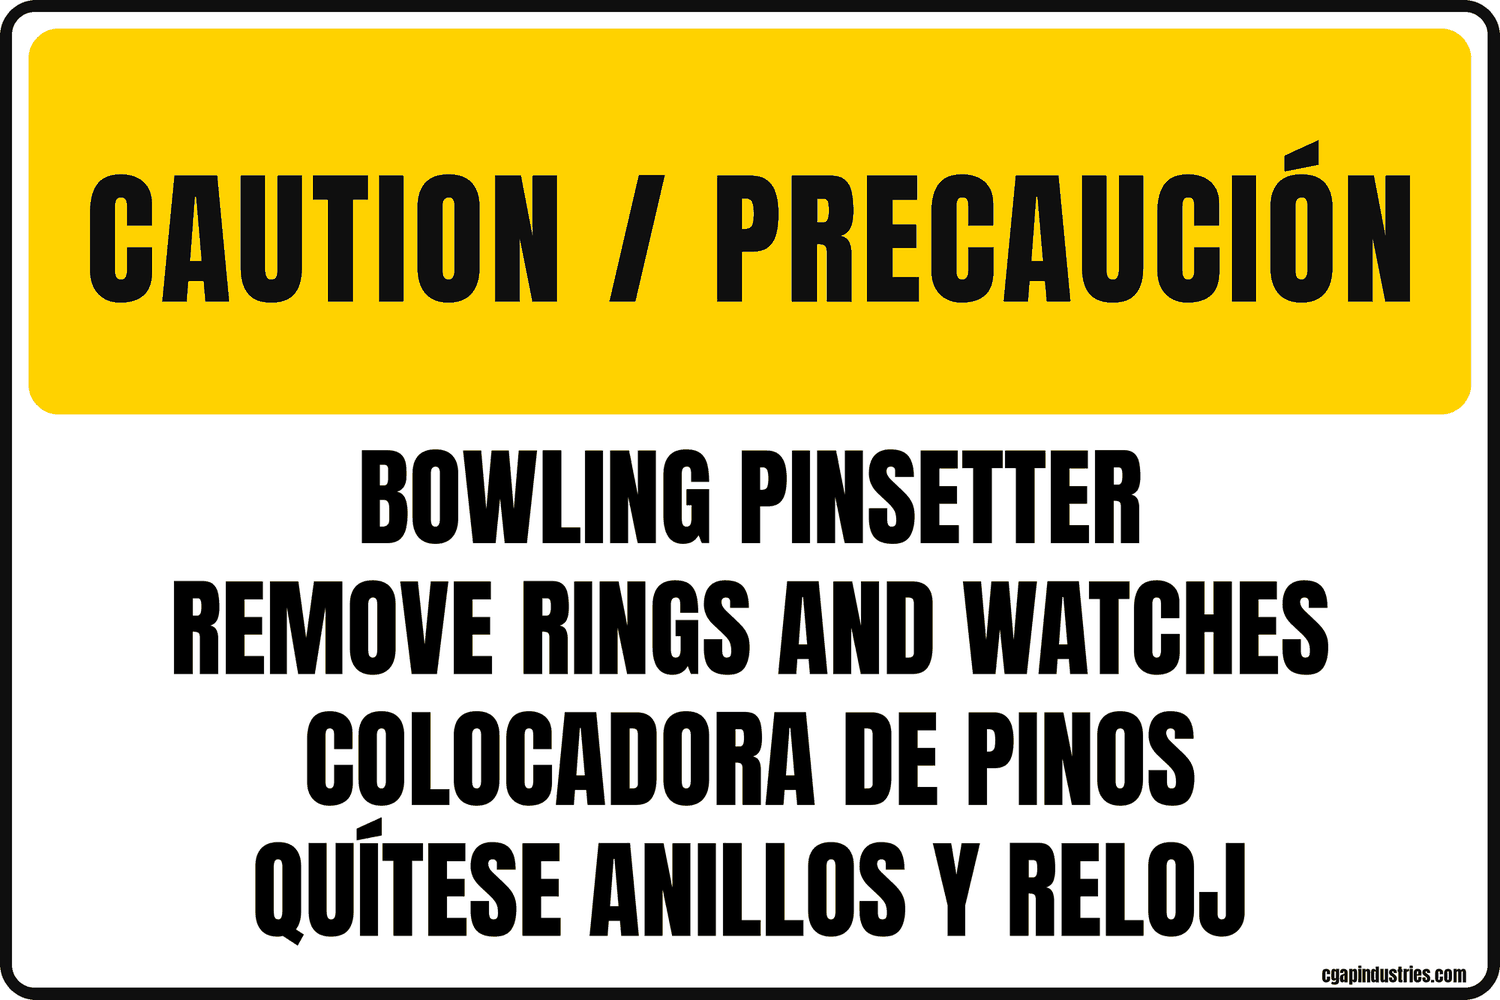 CAUTION / PRECAUCIÓN
BOWLING PINSETTER
REMOVE RINGS AND WATCHES
COLOCADORA DE PINOS
QUÍTESE ANILLOS Y RELOJ
cgapindustries.com